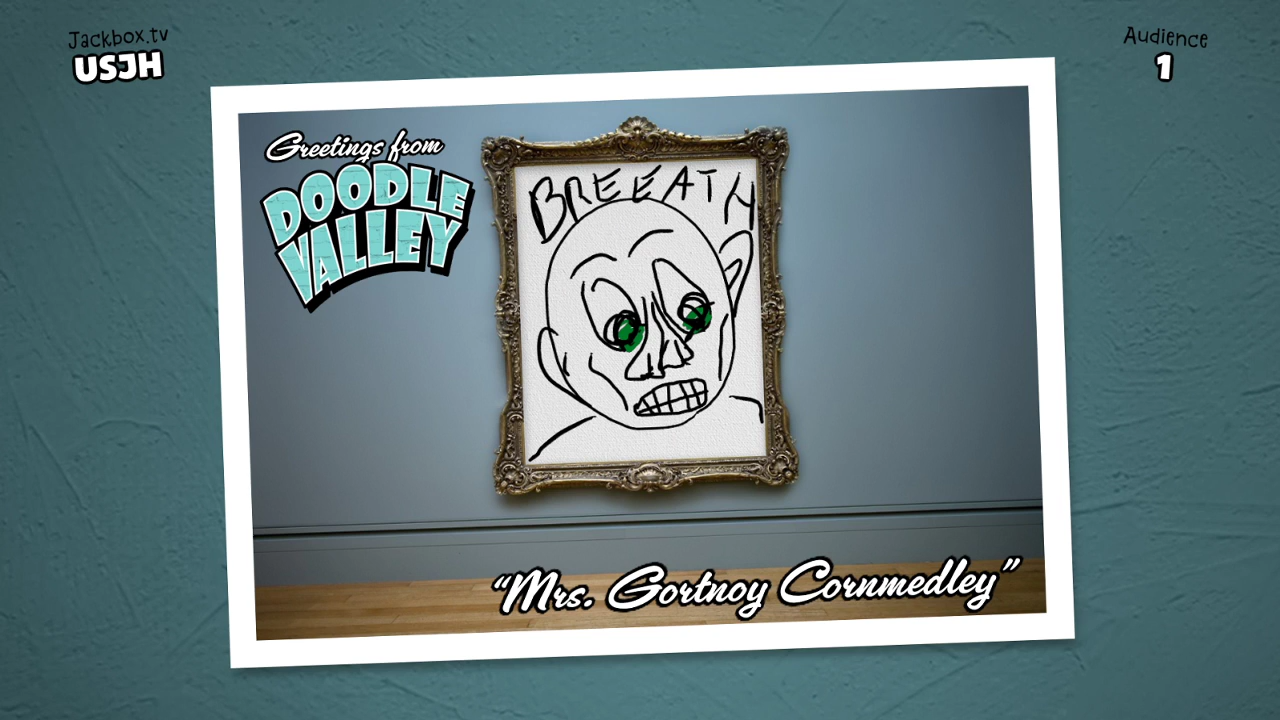 Jackbox.tv
USJH
Audience
1
Greetings from
DOODLE
VALLEY
BREEATH
“Mrs. Gortnoy Cornmedley”